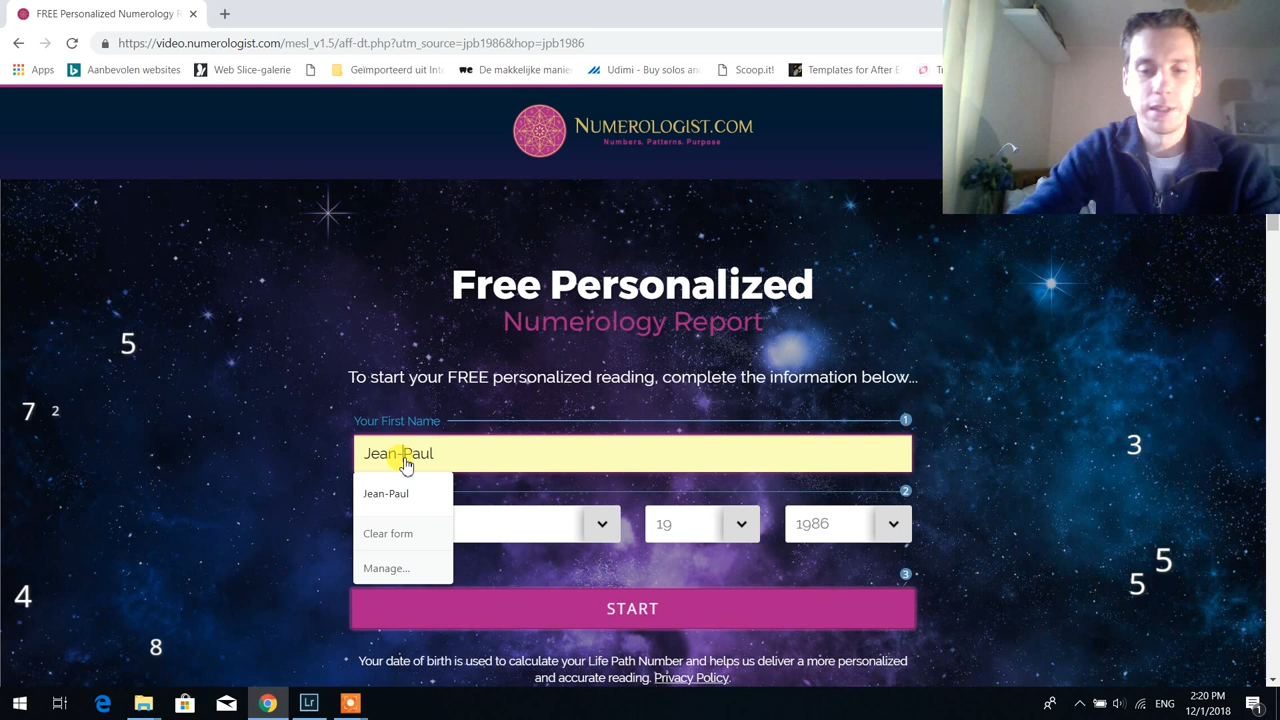 FREE Personalized Numerology R
https://video.numerologist.com/mesl_v1.5/aff-dt.php?utm_source=jpb1986&hop=jpb1986
Apps Aanbevolen websites Web Slice-galerie Geïmporteerd uit Int De makkelijke manie Udimi - Buy solos an Scoop.it! Templates for After E Tr
NUMEROLOGIST.COM
Numbers. Patterns. Purpose
Free Personalized
Numerology Report
5
To start your FREE personalized reading, complete the information below...
7 2
Your First Name 1
3
Jean-Paul
Jean-Paul 2
19 1986
Clear form
5
Manage... 3
5
4
START
8
Your date of birth is used to calculate your Life Path Number and helps us deliver a more personalized
and accurate reading. Privacy Policy.
Lr ENG 2:20 PM
12/1/2018 1